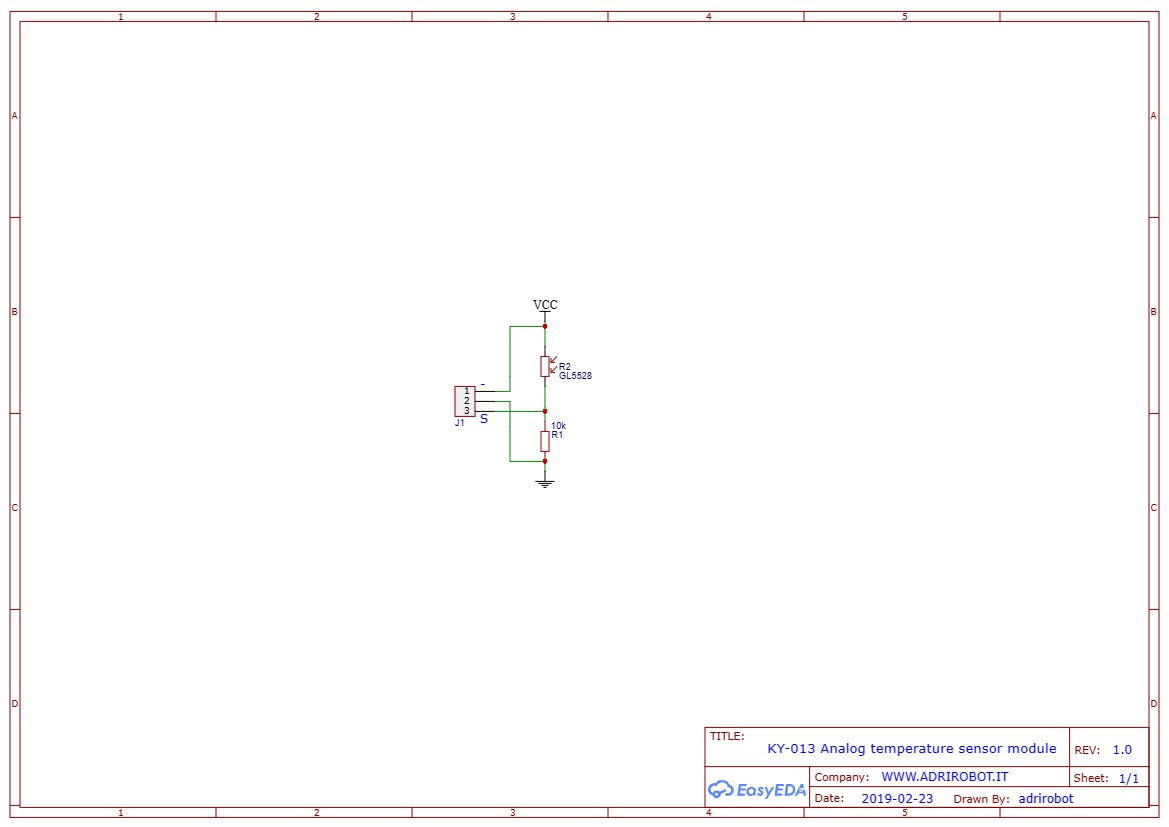 1 2 3 4 5
A A
VCC
B B
R2
GL5528
-
1
2
3
J1
S
10k
R1
C C
D D
TITLE:
KY-013 Analog temperature sensor module
REV: 1.0
EasyEDA
Company: WWW.ADRIROBOT.IT
Sheet: 1/1
Date: 2019-02-23 Drawn By: adrirobot
1 2 3 4 5